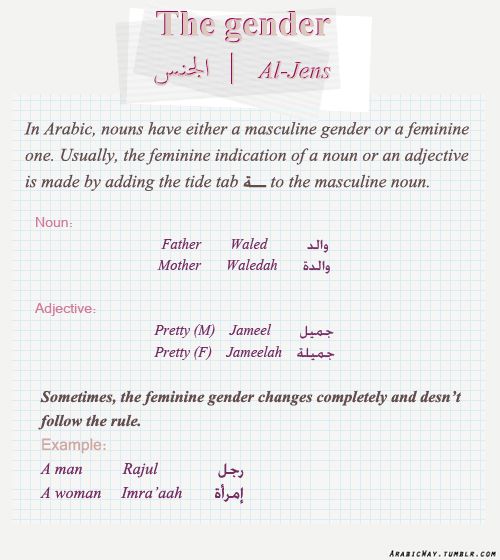 The gender
الجنس | Al-Jens
In Arabic, nouns have either a masculine gender or a feminine
one. Usually, the feminine indication of a noun or an adjective
is made by adding the tide tab ـة to the masculine noun.
Noun:
Father Waled والد
Mother Waledah والدة
Adjective:
Pretty (M) Jameel جميل
Pretty (F) Jameelah جميلة
Sometimes, the feminine gender changes completely and desn't
follow the rule.
Example:
A man Rajul رجل
A woman Imra'aah إمرأة
ArabicWay.tumblr.com